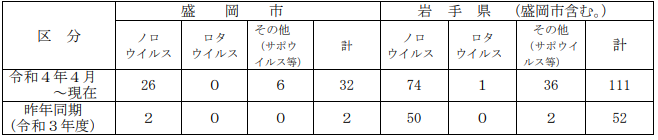 区 分 盛 岡 市 岩 手 県 (盛岡市含む。)
ノロウイルス ロタウイルス その他(サポウイルス等) 計 ノロウイルス ロタウイルス その他(サポウイルス等) 計
令和４年４月～現在 26 ０ ６ 32 74 １ 36 111
昨年同期(令和３年度) ２ ０ ０ ２ 50 ０ ２ 52